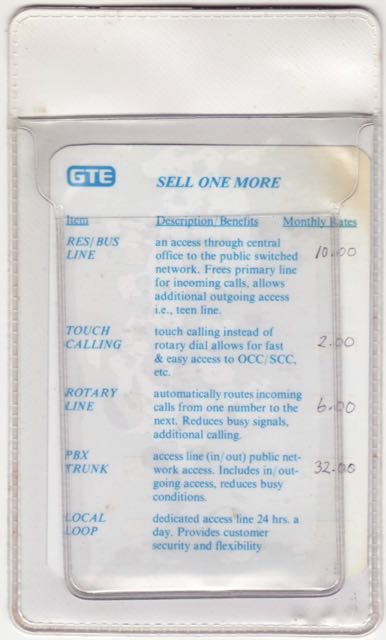 GTE
SELL ONE MORE
Item Description/Benefits Monthly Rates
RES/BUS an access through central
LINE office to the public switched 10.00
network. Frees primary line
for incoming calls, allows
additional outgoing access
i.e., teen line.
TOUCH touch calling instead of
CALLING rotary dial allows for fast 2.00
& easy access to OCC/SCC,
etc.
ROTARY automatically routes incoming
LINE calls from one number to the 6.00
next. Reduces busy signals,
additional calling.
PBX access line (in/out) public net-
TRUNK work access. Includes in/out- 32.00
going access, reduces busy
conditions.
LOCAL dedicated access line 24 hrs. a
LOOP day. Provides customer
security and flexibility